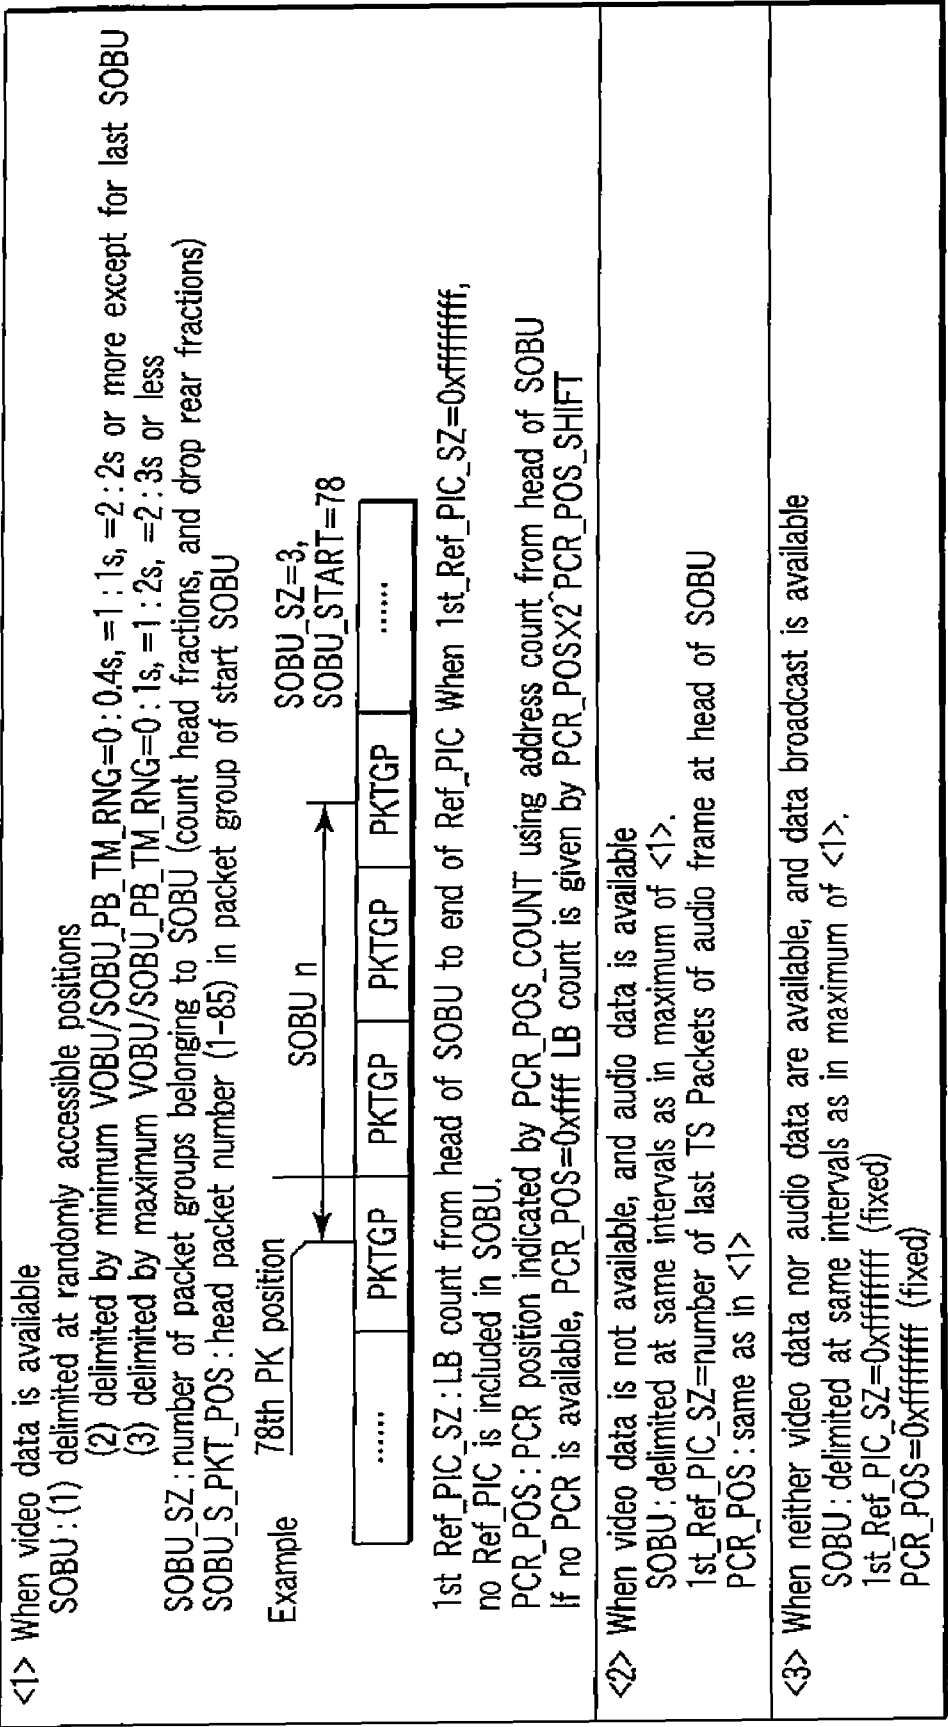 <1> When video data is available
SOBU : (1) delimited at randomly accessible positions
(2) delimited by minimum VOBU/SOBU_PB_TM_RNG=0 : 0.4s, =1 : 1s, =2 : 2s or more except for last SOBU
(3) delimited by maximum VOBU/SOBU_PB_TM_RNG=0 : 1s, =1 : 2s, =2 : 3s or less
SOBU_SZ : number of packet groups belonging to SOBU (count head fractions, and drop rear fractions)
SOBU_S_PKT_POS : head packet number (1-85) in packet group of start SOBU
Example
78th PK position
SOBU n
SOBU_SZ=3,
SOBU_START=78
...... PKTGP PKTGP PKTGP PKTGP ......
1st Ref_PIC_SZ : LB count from head of SOBU to end of Ref_PIC When 1st_Ref_PIC_SZ=0xffffffff,
no Ref_PIC is included in SOBU.
PCR_POS : PCR position indicated by PCR_POS_COUNT using address count from head of SOBU
If no PCR is available, PCR_POS=0xffff LB count is given by PCR_POSX2^PCR_POS_SHIFT
<2> When video data is not available, and audio data is available
SOBU : delimited at same intervals as in maximum of <1>.
1st_Ref_PIC_SZ=number of last TS Packets of audio frame at head of SOBU
PCR_POS : same as in <1>
<3> When neither video data nor audio data are available, and data broadcast is available
SOBU : delimited at same intervals as in maximum of <1>.
1st_Ref_PIC_SZ=0xffffffff (fixed)
PCR_POS=0xffffffff (fixed)